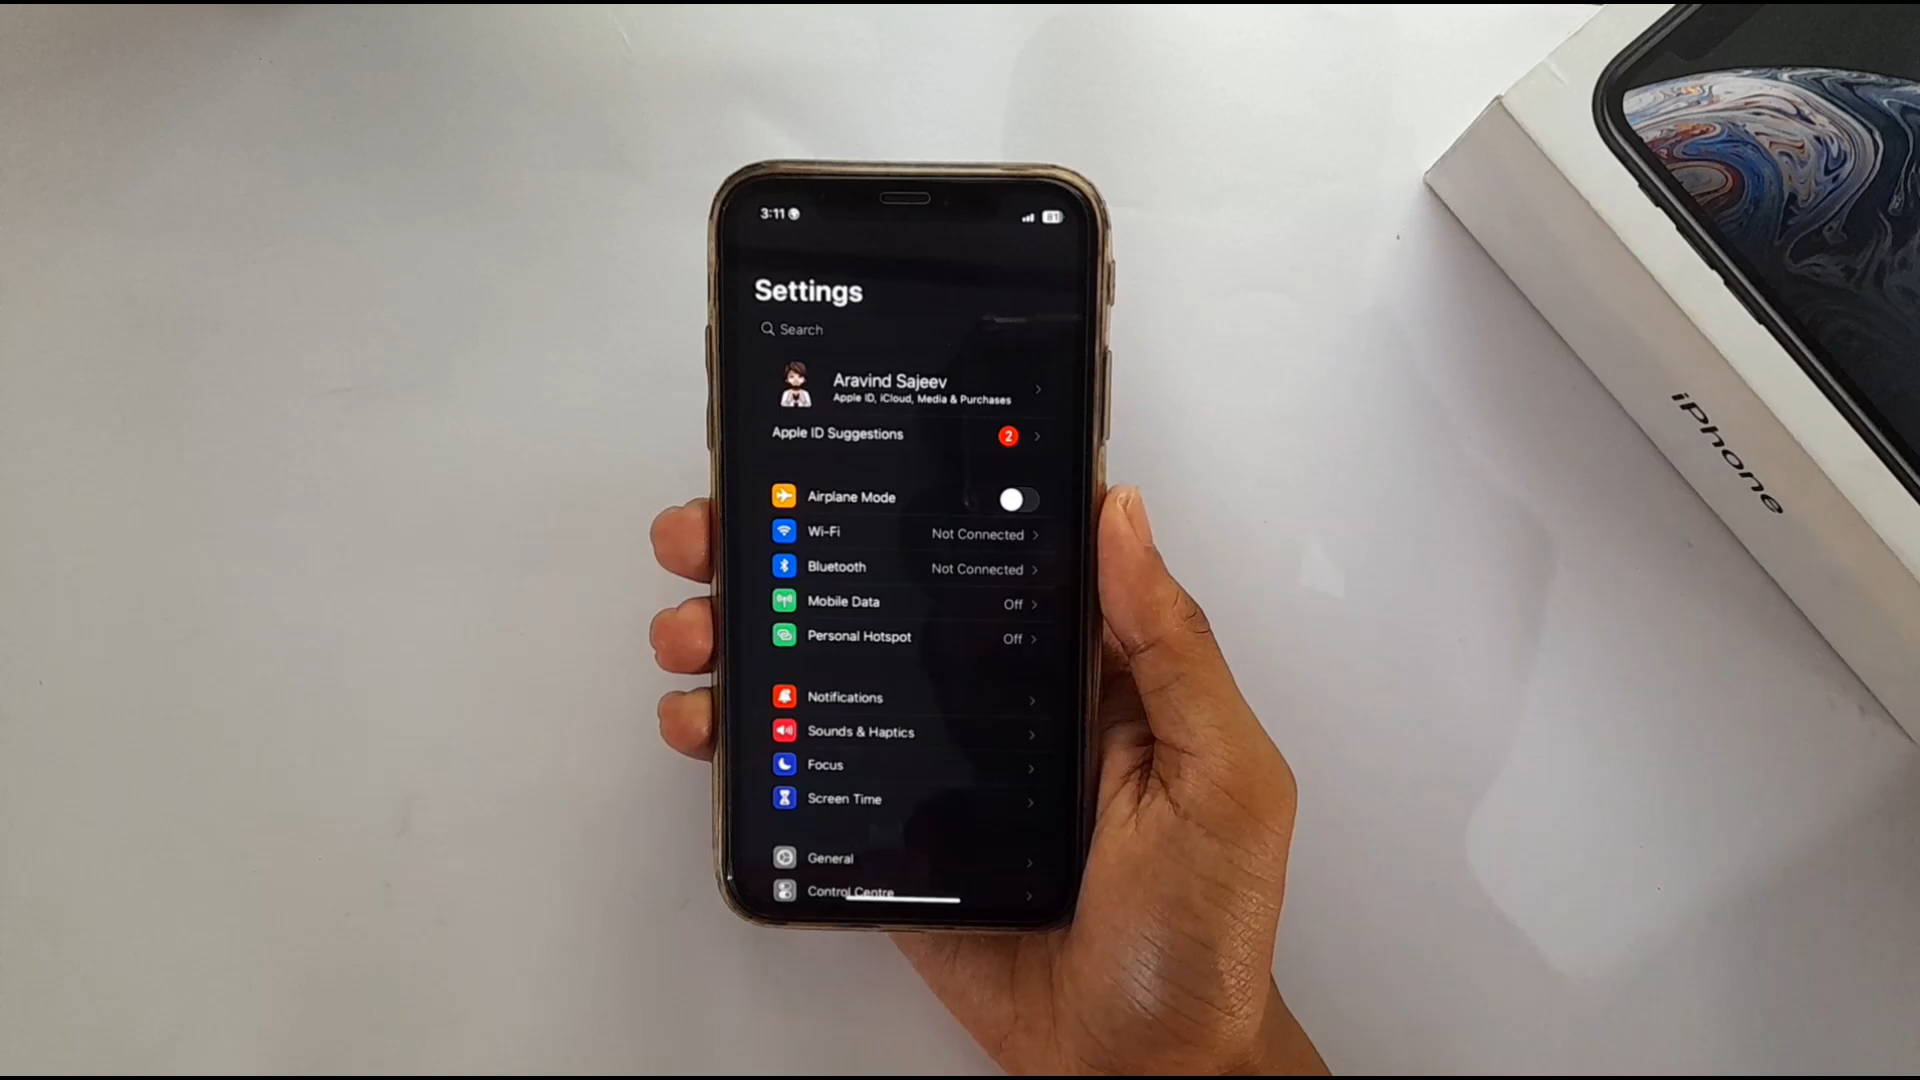 3:11
81
Settings
Search
Aravind Sajeev
Apple ID, iCloud, Media & Purchases
Apple ID Suggestions 2
Airplane Mode
Wi-Fi Not Connected
Bluetooth Not Connected
Mobile Data Off
Personal Hotspot Off
Notifications
Sounds & Haptics
Focus
Screen Time
General
Control Centre
iPhone